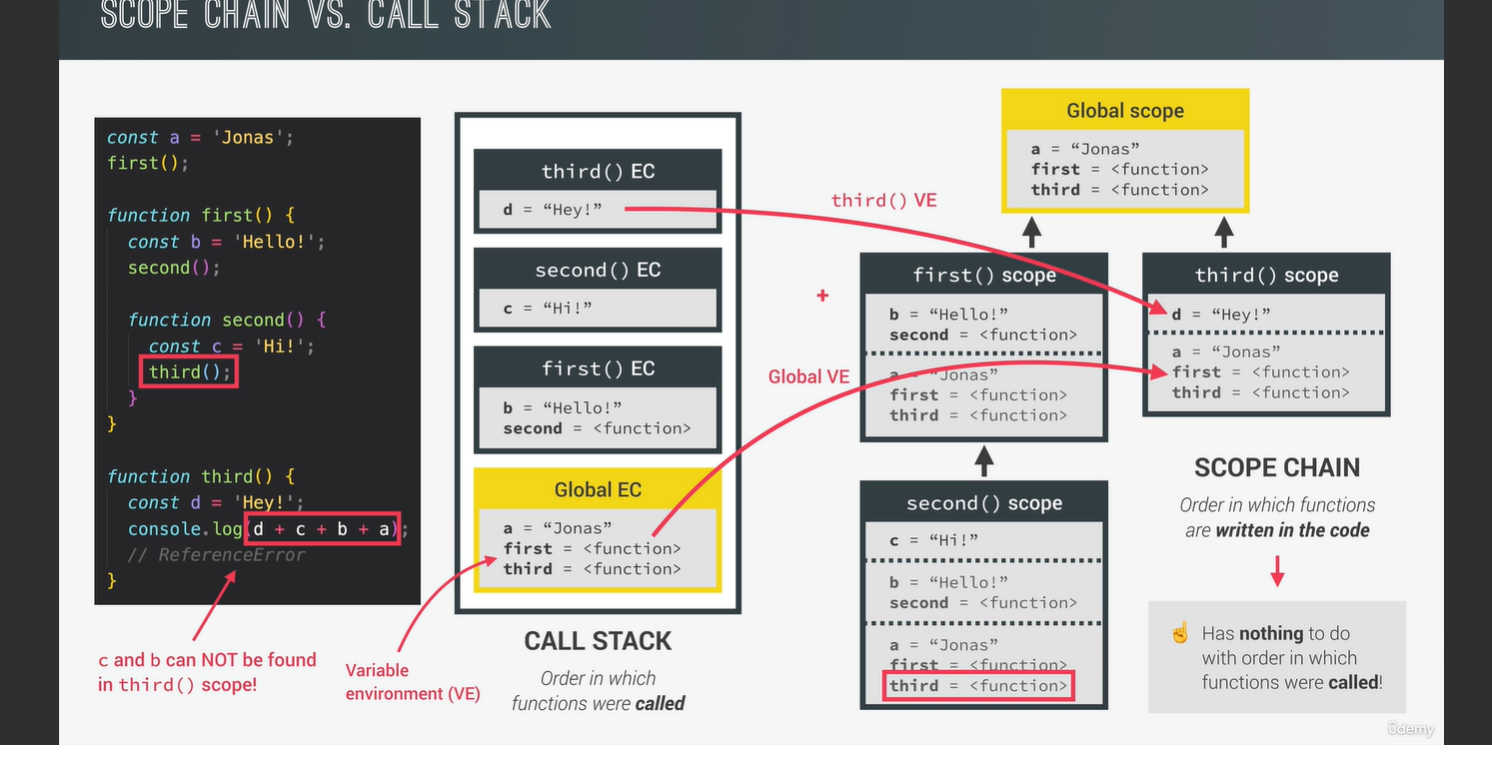 SCOPE CHAIN VS. CALL STACK
const a = 'Jonas';
first();
function first() {
const b = 'Hello!';
second();
function second() {
const c = 'Hi!';
third();
}
}
function third() {
const d = 'Hey!';
console.log(d + c + b + a);
// ReferenceError
}
c and b can NOT be found
in third() scope!
third() EC
d = “Hey!”
second() EC
c = “Hi!”
first() EC
b = “Hello!”
second = <function>
Global EC
a = “Jonas”
first = <function>
third = <function>
Variable
environment (VE)
CALL STACK
Order in which
functions were called
third() VE
+
Global VE
Global scope
a = “Jonas”
first = <function>
third = <function>
first() scope
b = “Hello!”
second = <function>
a = “Jonas”
first = <function>
third = <function>
second() scope
c = “Hi!”
b = “Hello!”
second = <function>
a = “Jonas”
first = <function>
third = <function>
third() scope
d = “Hey!”
a = “Jonas”
first = <function>
third = <function>
SCOPE CHAIN
Order in which functions
are written in the code
☝️ Has nothing to do
with order in which
functions were called!
ûdemy